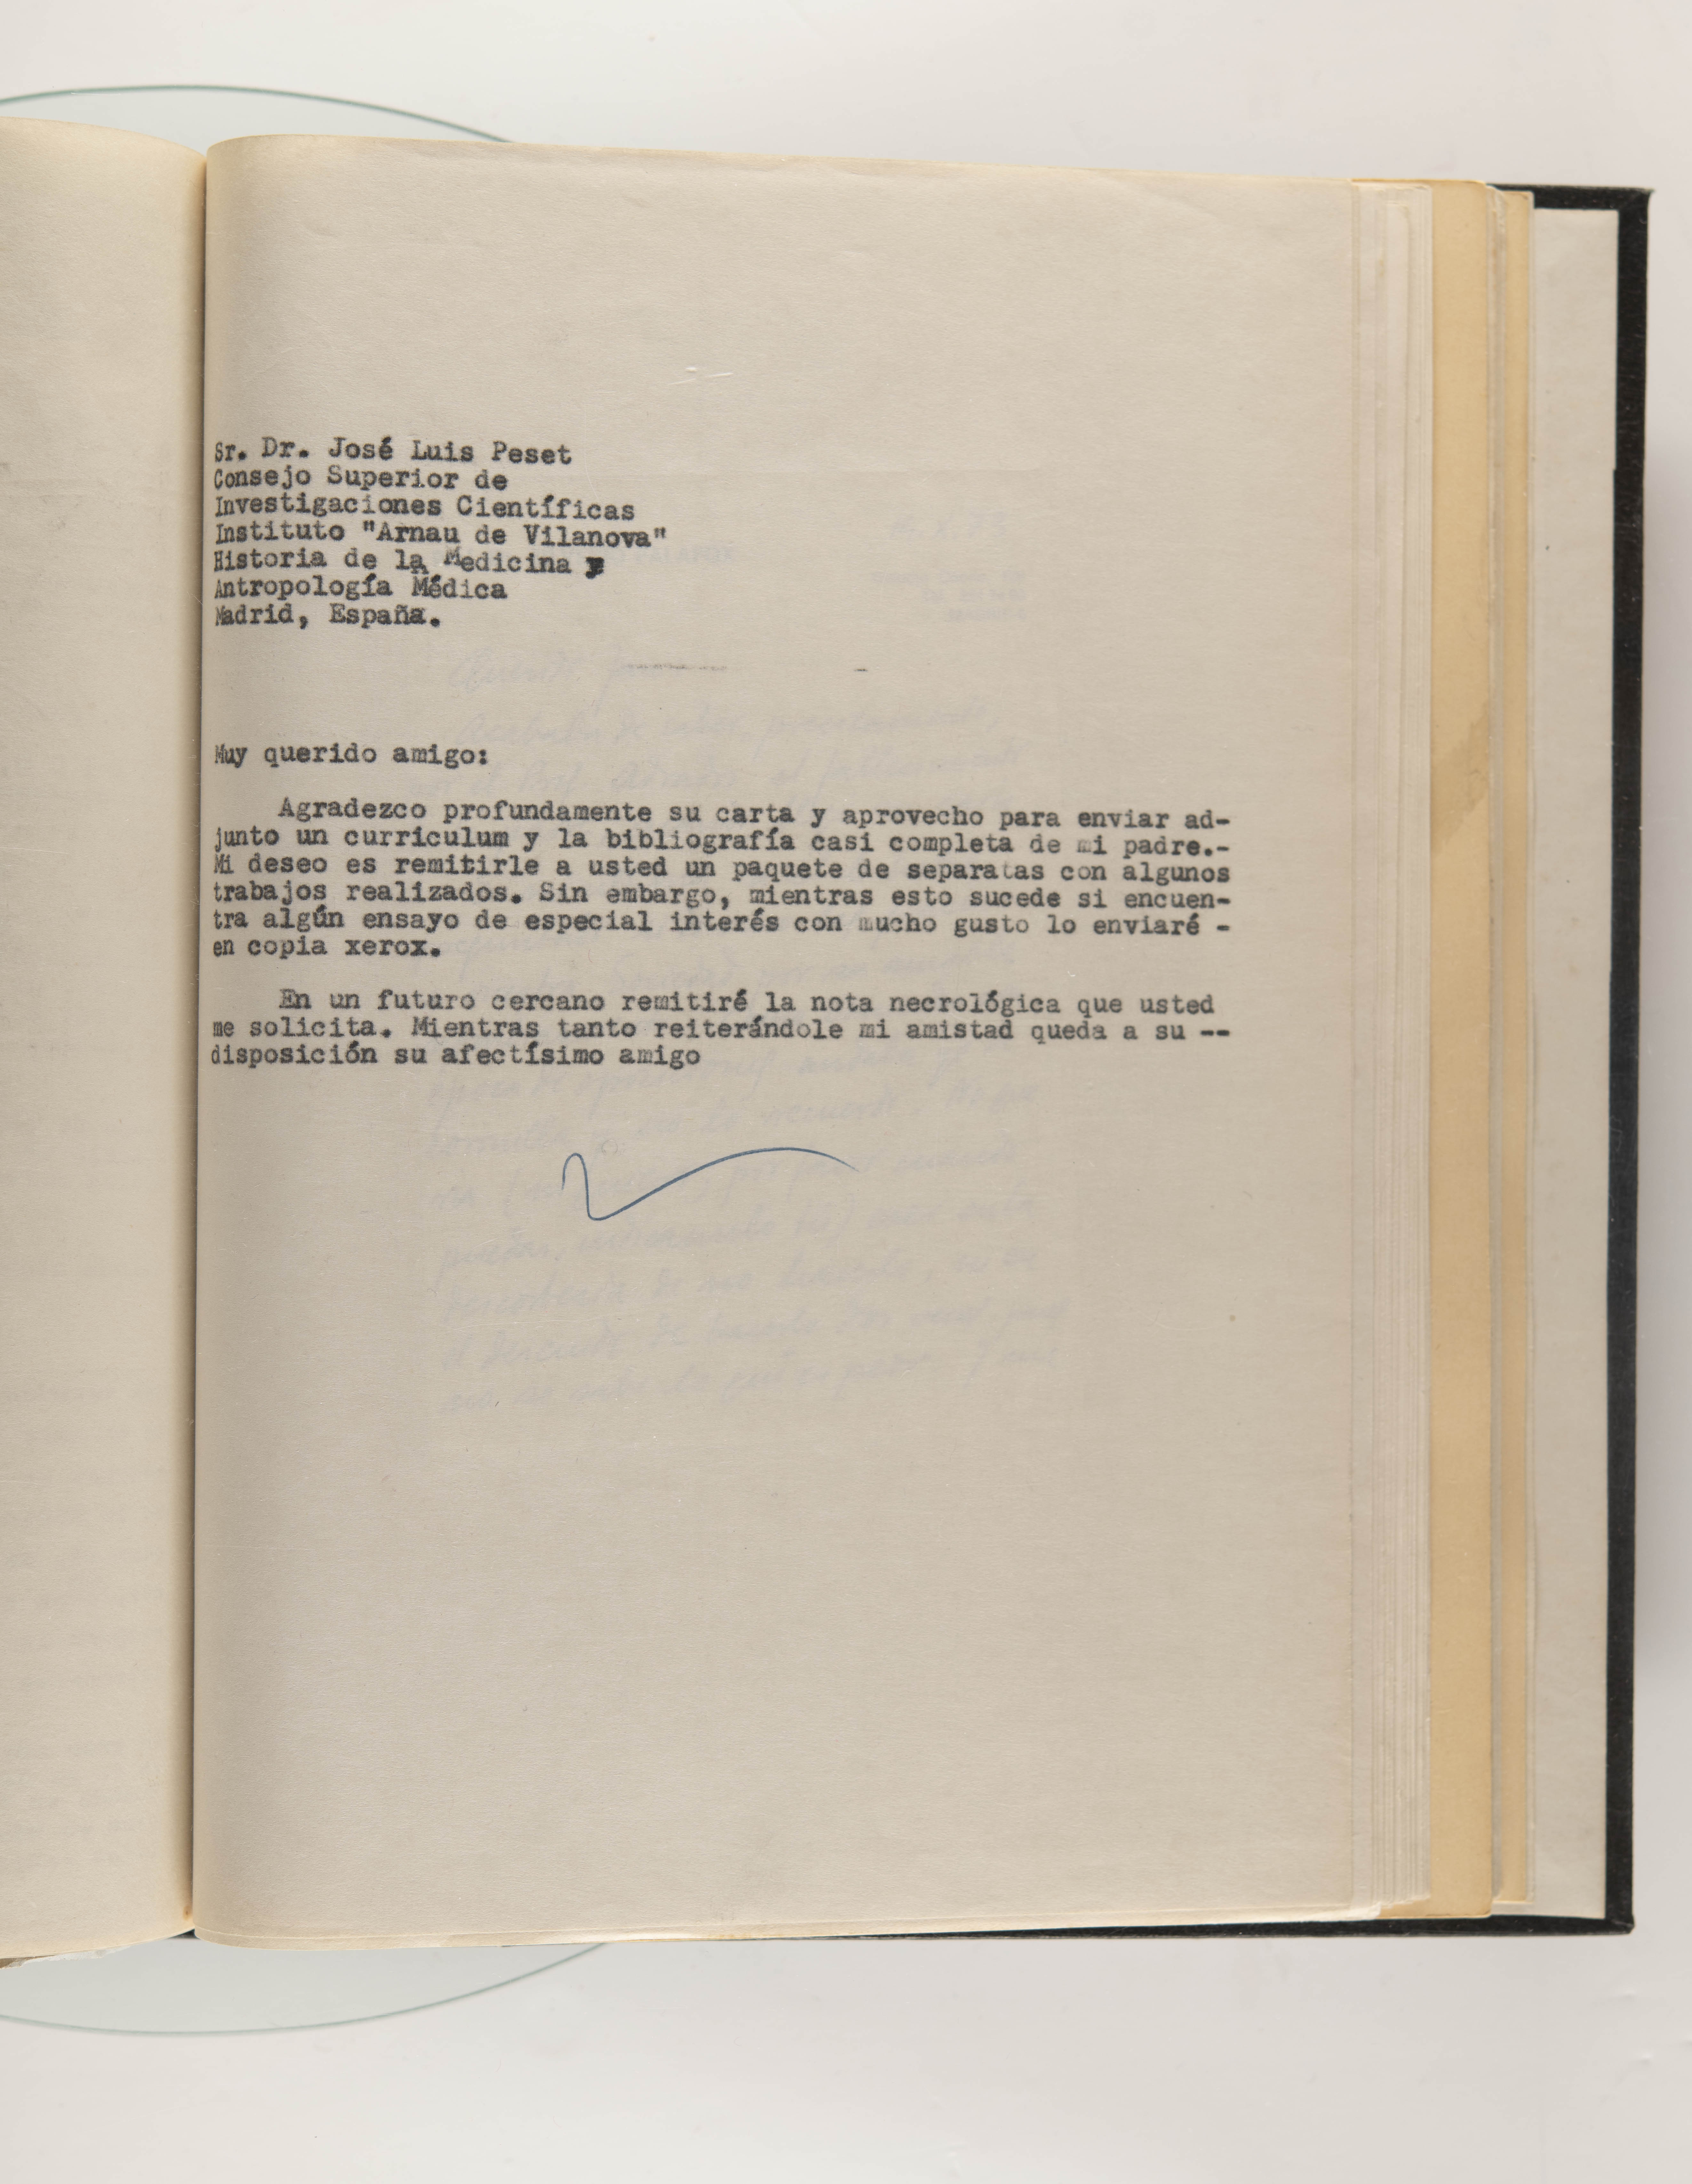 Sr. Dr. José Luis Peset
Consejo Superior de
Investigaciones Científicas
Instituto "Arnau de Vilanova"
Historia de la Medicina y
Antropología Médica
Madrid, España.
Muy querido amigo:
Agradezco profundamente su carta y aprovecho para enviar ad-
junto un curriculum y la bibliografía casi completa de mi padre.-
Mi deseo es remitirle a usted un paquete de separatas con algunos
trabajos realizados. Sin embargo, mientras esto sucede si encuen-
tra algún ensayo de especial interés con mucho gusto lo enviaré -
en copia xerox.
En un futuro cercano remitiré la nota necrológica que usted
me solicita. Mientras tanto reiterándole mi amistad queda a su --
disposición su afectísimo amigo